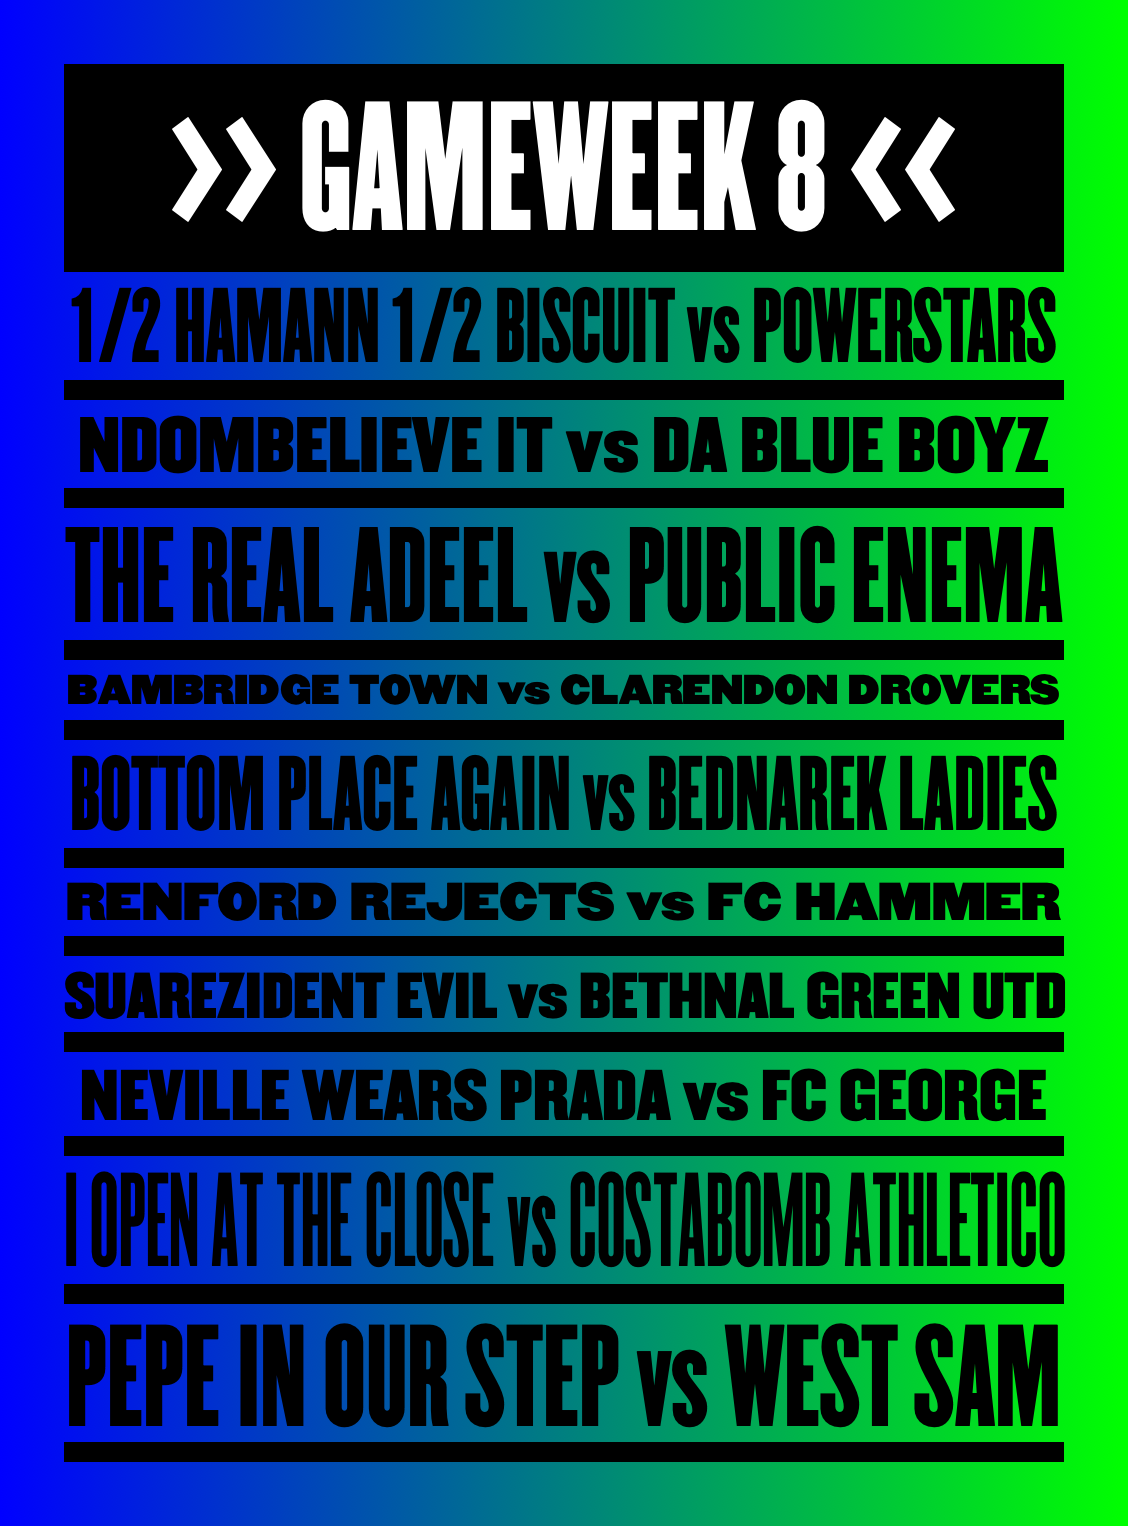 >> GAMEWEEK 8 <<
1/2 HAMANN 1/2 BISCUIT vs POWERSTARS
NDOMBELIEVE IT vs DA BLUE BOYZ
THE REAL ADEEL vs PUBLIC ENEMA
BAMBRIDGE TOWN vs CLARENDON DROVERS
BOTTOM PLACE AGAIN vs BEDNAREK LADIES
RENFORD REJECTS vs FC HAMMER
SUAREZIDENT EVIL vs BETHNAL GREEN UTD
NEVILLE WEARS PRADA vs FC GEORGE
I OPEN AT THE CLOSE vs COSTABOMB ATHLETICO
PEPE IN OUR STEP vs WEST SAM